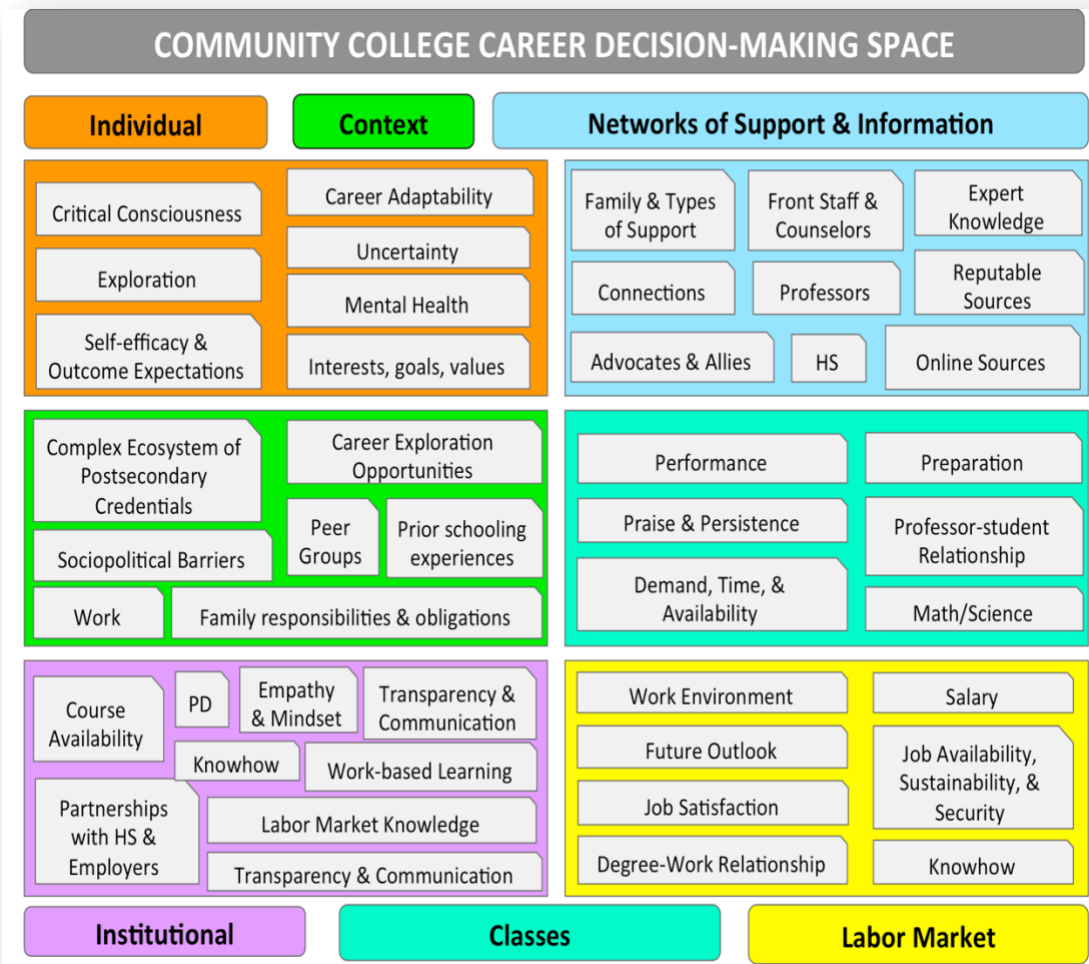 COMMUNITY COLLEGE CAREER DECISION-MAKING SPACE
Individual
Context
Networks of Support & Information
Critical Consciousness
Exploration
Self-efficacy &
Outcome Expectations
Career Adaptability
Uncertainty
Mental Health
Interests, goals, values
Family & Types
of Support
Front Staff &
Counselors
Expert
Knowledge
Connections
Professors
Reputable
Sources
Advocates & Allies
HS
Online Sources
Complex Ecosystem of
Postsecondary
Credentials
Career Exploration
Opportunities
Peer
Groups
Prior schooling
experiences
Sociopolitical Barriers
Work
Family responsibilities & obligations
Performance
Preparation
Praise & Persistence
Professor-student
Relationship
Demand, Time, &
Availability
Math/Science
Course
Availability
PD
Empathy
& Mindset
Transparency &
Communication
Knowhow
Work-based Learning
Partnerships
with HS &
Employers
Labor Market Knowledge
Transparency & Communication
Work Environment
Salary
Future Outlook
Job Availability,
Sustainability, &
Security
Job Satisfaction
Degree-Work Relationship
Knowhow
Institutional
Classes
Labor Market